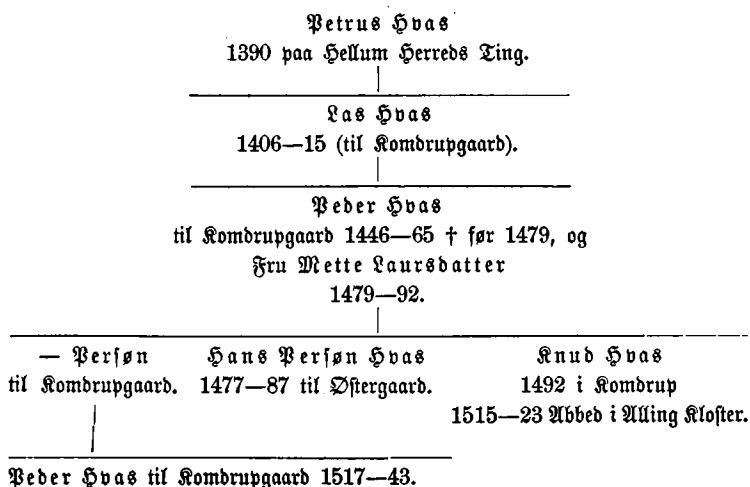 Petrus Hvas
1390 paa Hellum Herreds Ting.
Las Hvas
1406—15 (til Komdrupgaard).
Peder Hvas
til Komdrupgaard 1446—65 † før 1479, og
Fru Mette Laursdatter
1479—92.
— Persøn
til Komdrupgaard.
Hans Persøn Hvas
1477—87 til Østergaard.
Knud Hvas
1492 i Komdrup
1515—23 Abbed i Alling Kloster.
Peder Hvas til Komdrupgaard 1517—43.